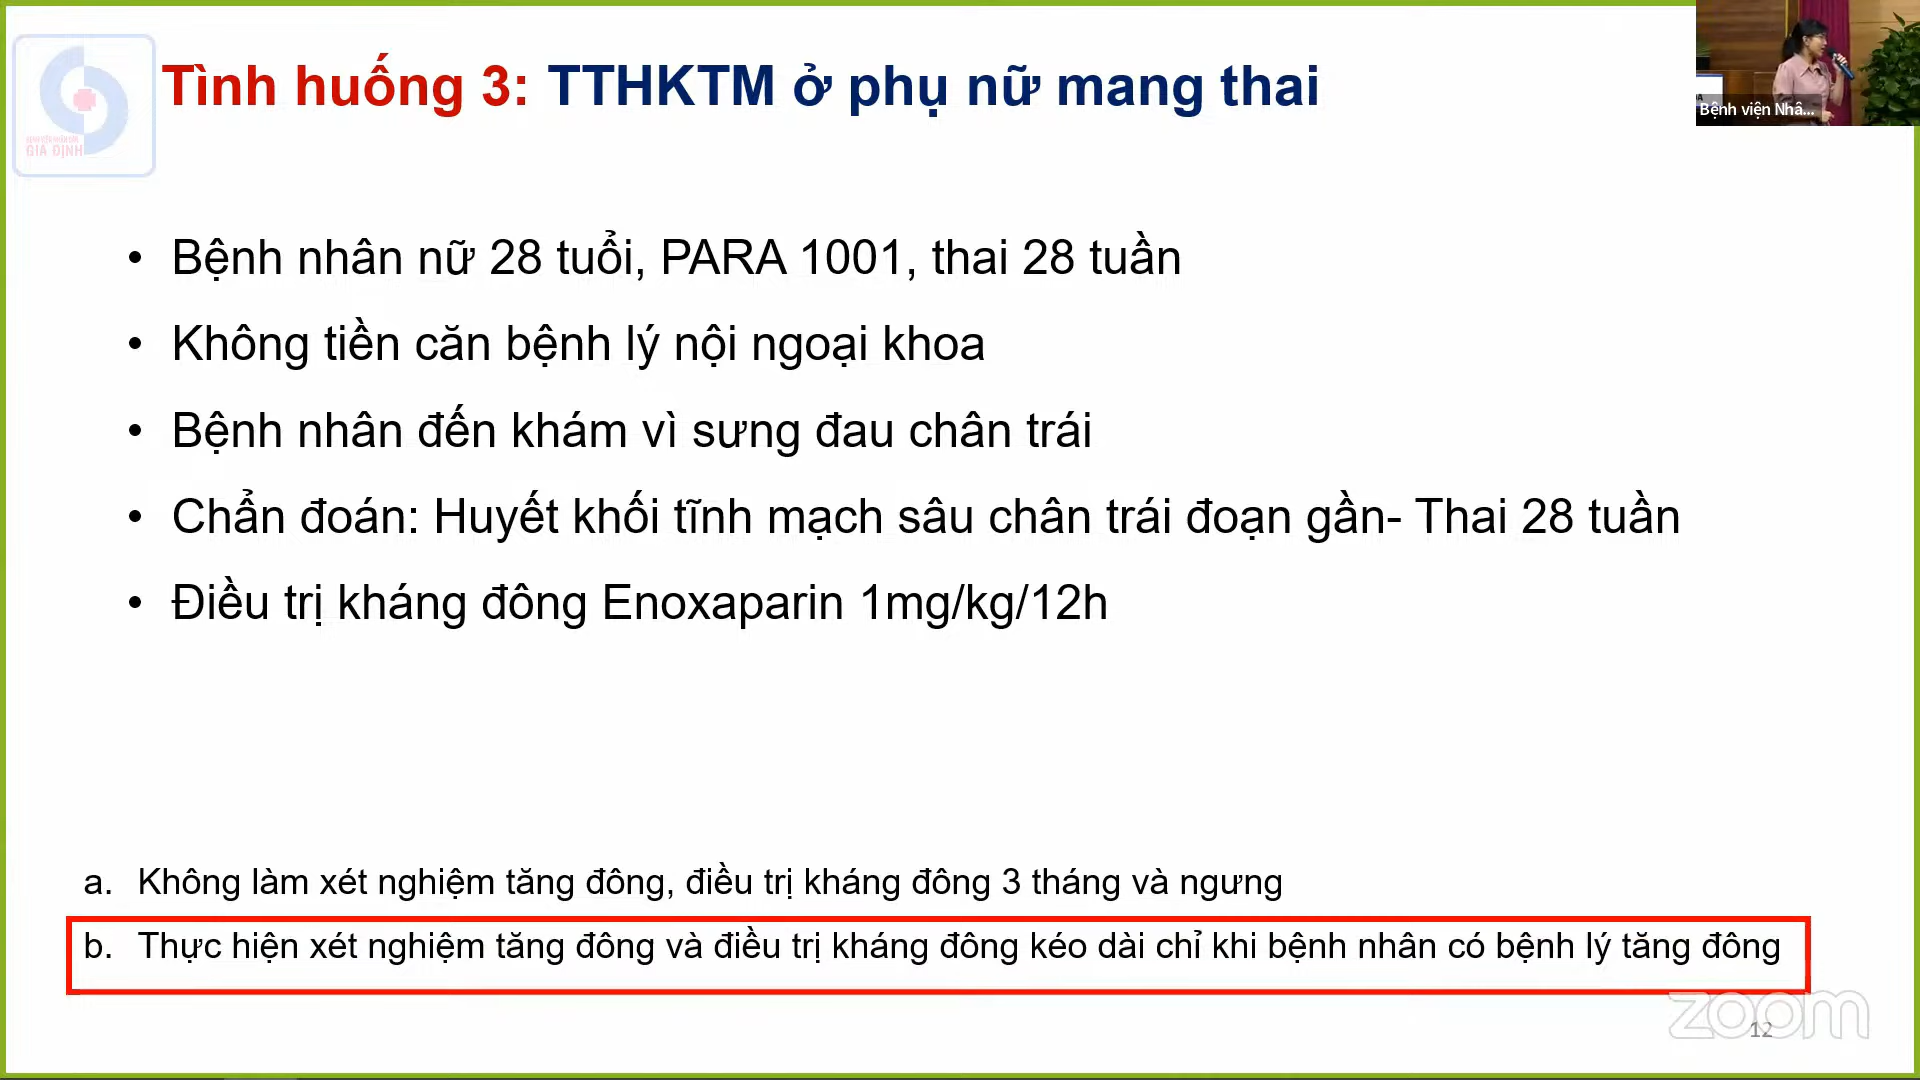 Tình huống 3: TTHKTM ở phụ nữ mang thai
Bệnh viện Nhâ...
GIA ĐỊNH
• Bệnh nhân nữ 28 tuổi, PARA 1001, thai 28 tuần
• Không tiền căn bệnh lý nội ngoại khoa
• Bệnh nhân đến khám vì sưng đau chân trái
• Chẩn đoán: Huyết khối tĩnh mạch sâu chân trái đoạn gần- Thai 28 tuần
• Điều trị kháng đông Enoxaparin 1mg/kg/12h
a. Không làm xét nghiệm tăng đông, điều trị kháng đông 3 tháng và ngưng
b. Thực hiện xét nghiệm tăng đông và điều trị kháng đông kéo dài chỉ khi bệnh nhân có bệnh lý tăng đông
zoom
12